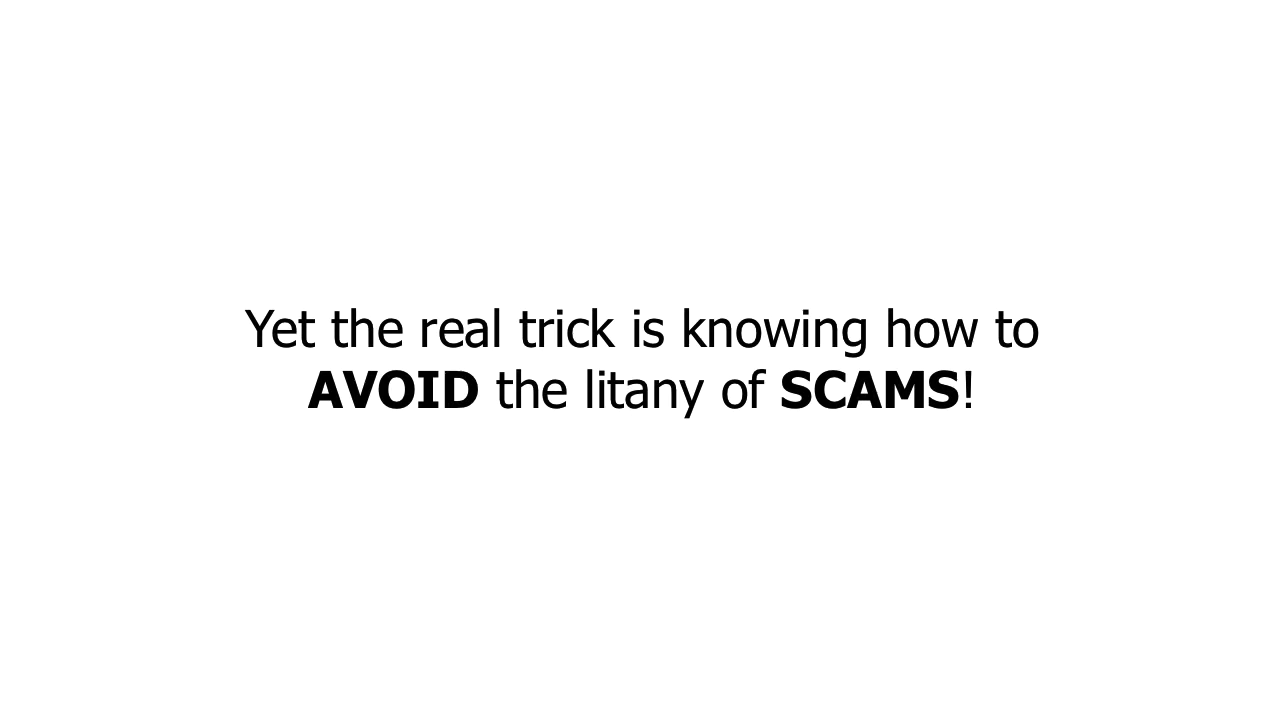 Yet the real trick is knowing how to
AVOID the litany of SCAMS!